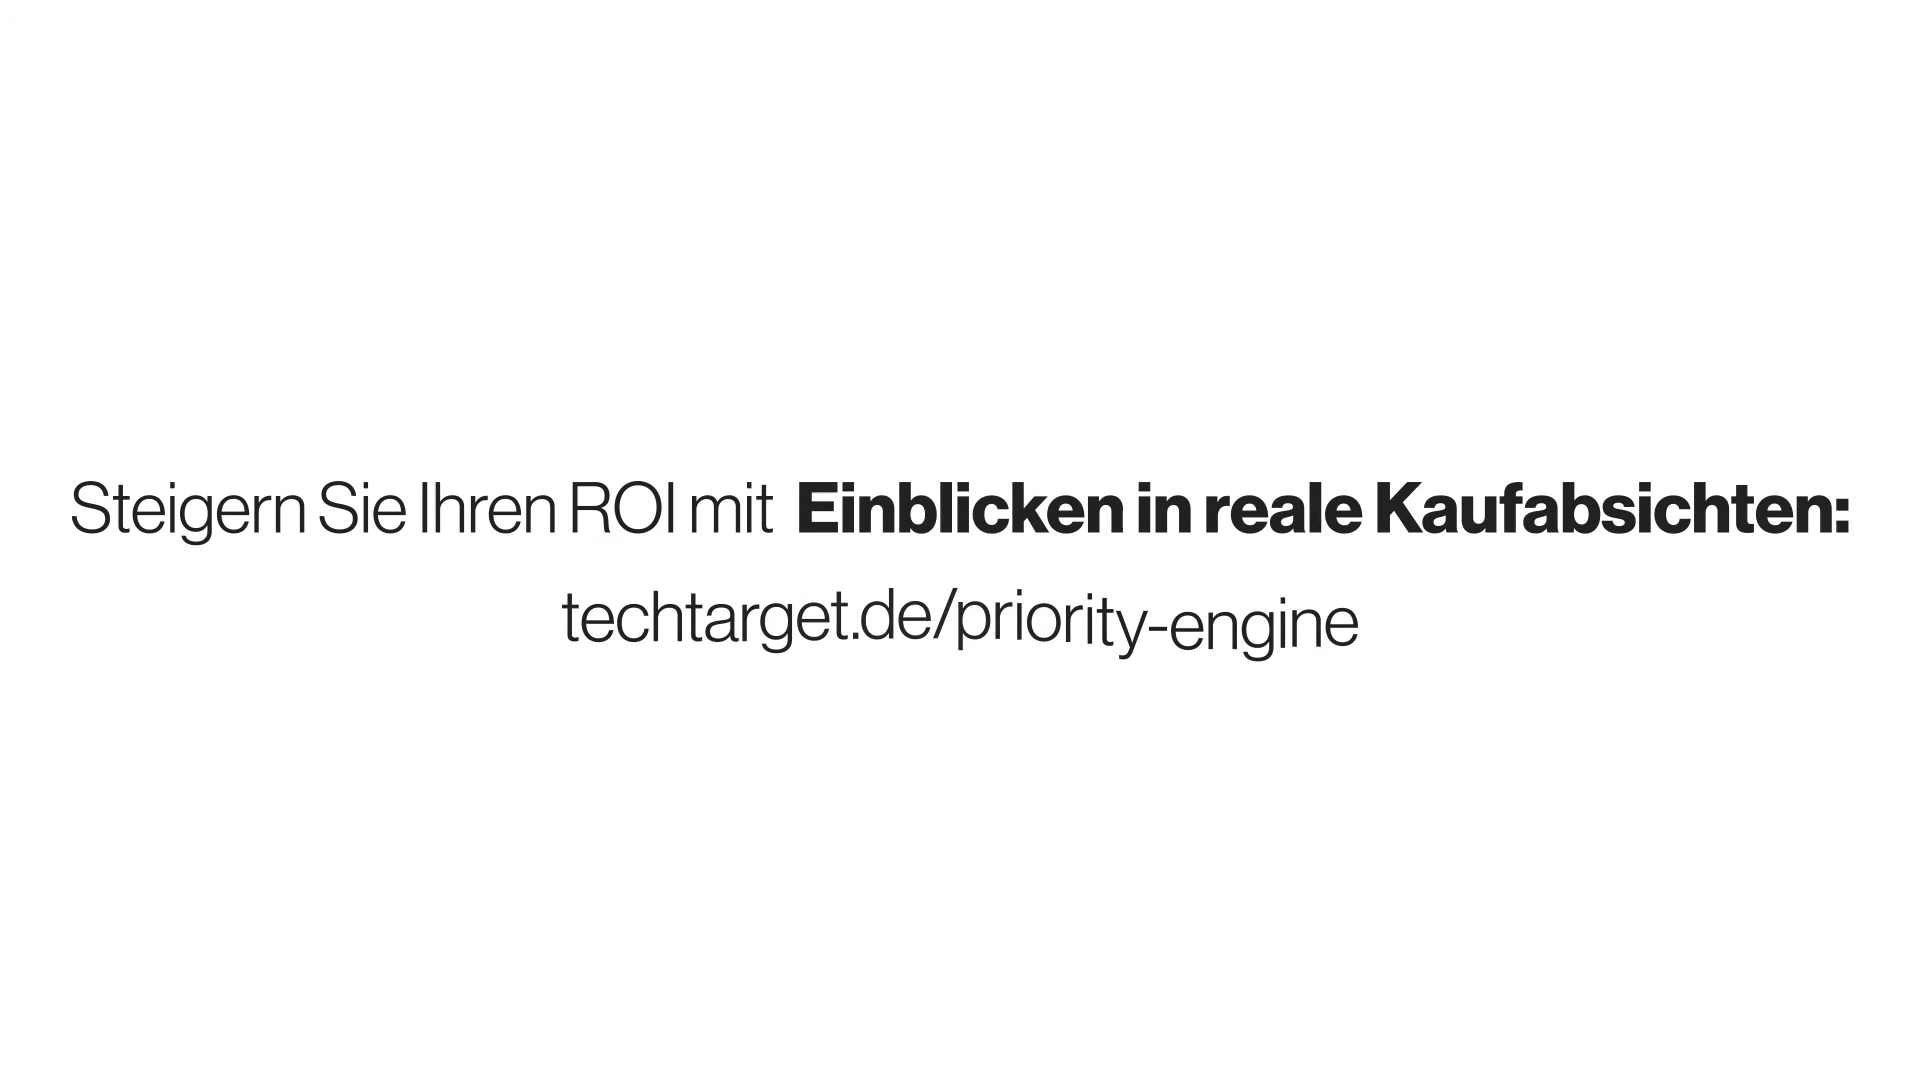 Steigern Sie Ihren ROI mit Einblicken in reale Kaufabsichten:
techtarget.de/priority-engine